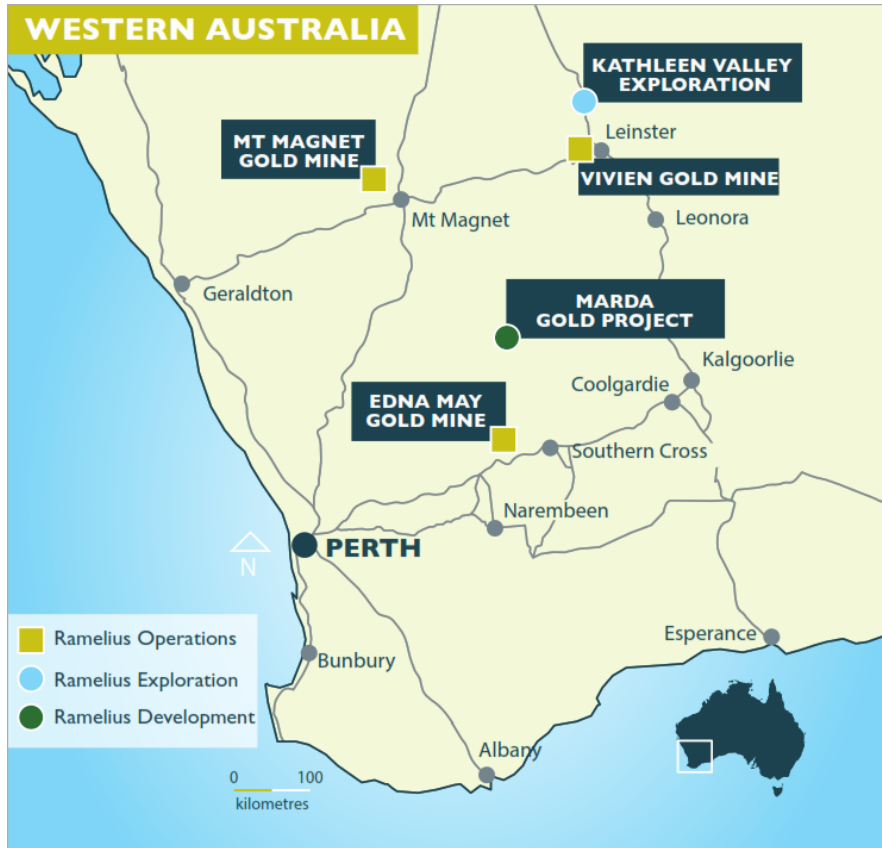 WESTERN AUSTRALIA
KATHLEEN VALLEY
EXPLORATION
MT MAGNET
GOLD MINE
Leinster
VIVIEN GOLD MINE
Mt Magnet
Leonora
Geraldton
MARDA
GOLD PROJECT
Kalgoorlie
Coolgardie
EDNA MAY
GOLD MINE
Southern Cross
Narembeen
PERTH
N
Ramelius Operations
Esperance
Bunbury
Ramelius Exploration
Ramelius Development
Albany
0 100
kilometres